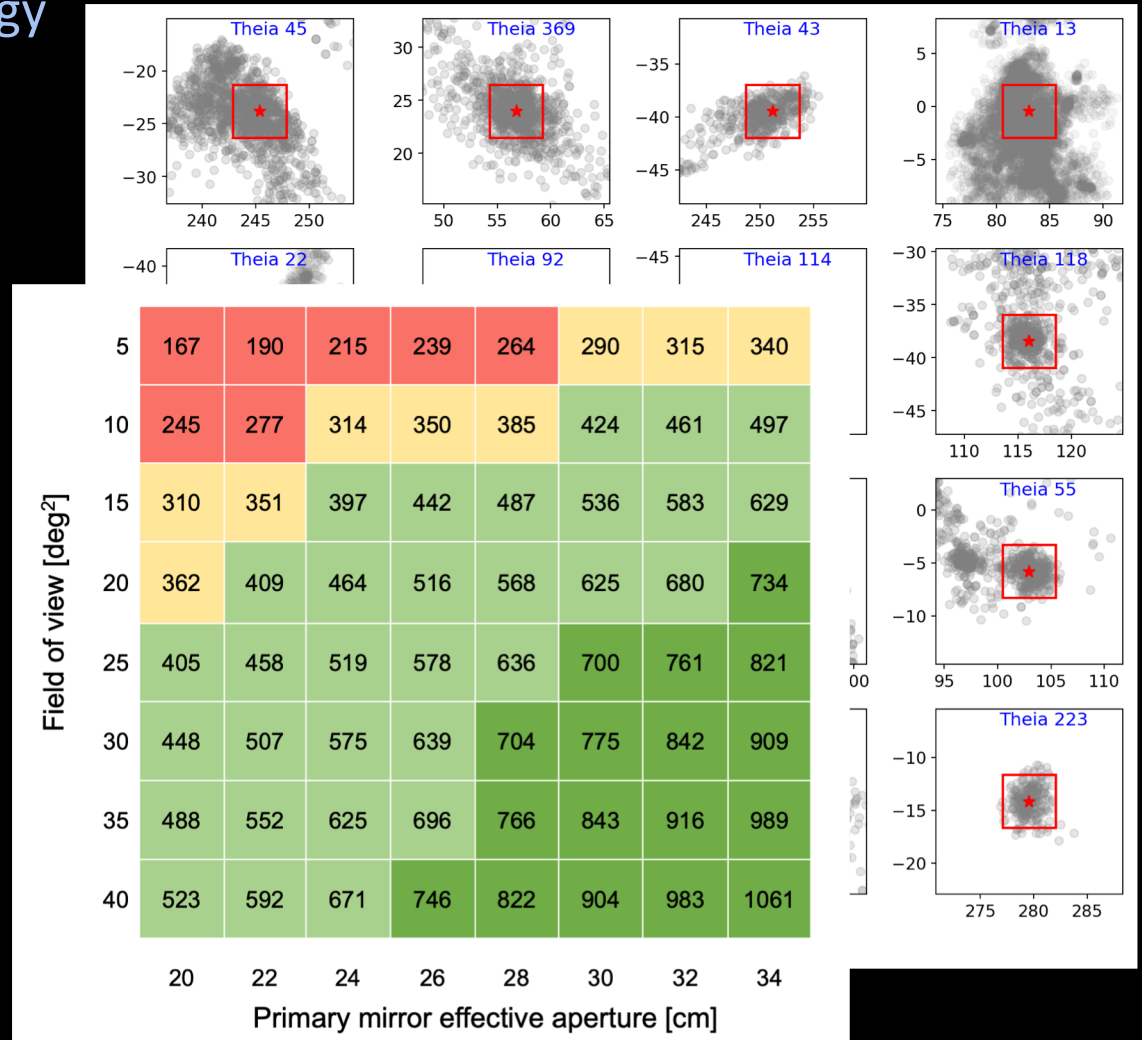 gy
Theia 45
Theia 369
Theia 43
Theia 13
−20
−25
−30
240 245 250
30
25
20
50 55 60 65
−35
−40
−45
245 250 255
5
0
−5
75 80 85 90
Theia 22
Theia 92
Theia 114
Theia 118
−40
−45
−30
−35
−40
−45
110 115 120
Theia 55
0
−5
−10
95 100 105 110
00
Theia 223
−10
−15
−20
275 280 285
Field of view [deg²]
5 167 190 215 239 264 290 315 340
10 245 277 314 350 385 424 461 497
15 310 351 397 442 487 536 583 629
20 362 409 464 516 568 625 680 734
25 405 458 519 578 636 700 761 821
30 448 507 575 639 704 775 842 909
35 488 552 625 696 766 843 916 989
40 523 592 671 746 822 904 983 1061
20 22 24 26 28 30 32 34
Primary mirror effective aperture [cm]